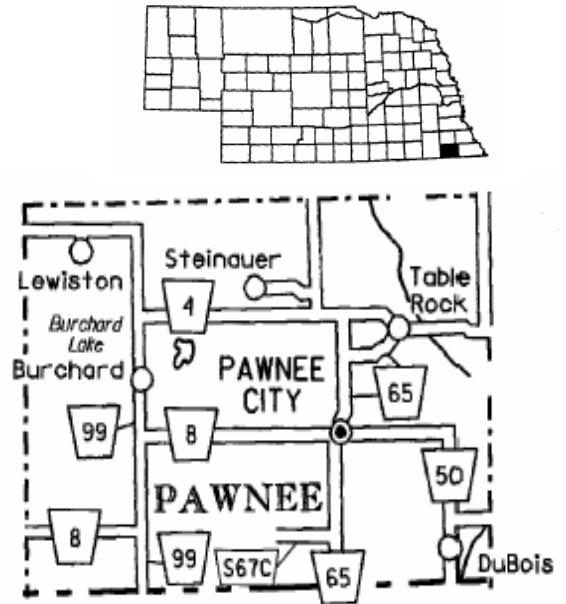 Steinauer
Lewiston
4
Table
Rock
Burchard
Lake
Burchard
PAWNEE
CITY
65
99
8
50
PAWNEE
8
99
S67C
65
DuBois